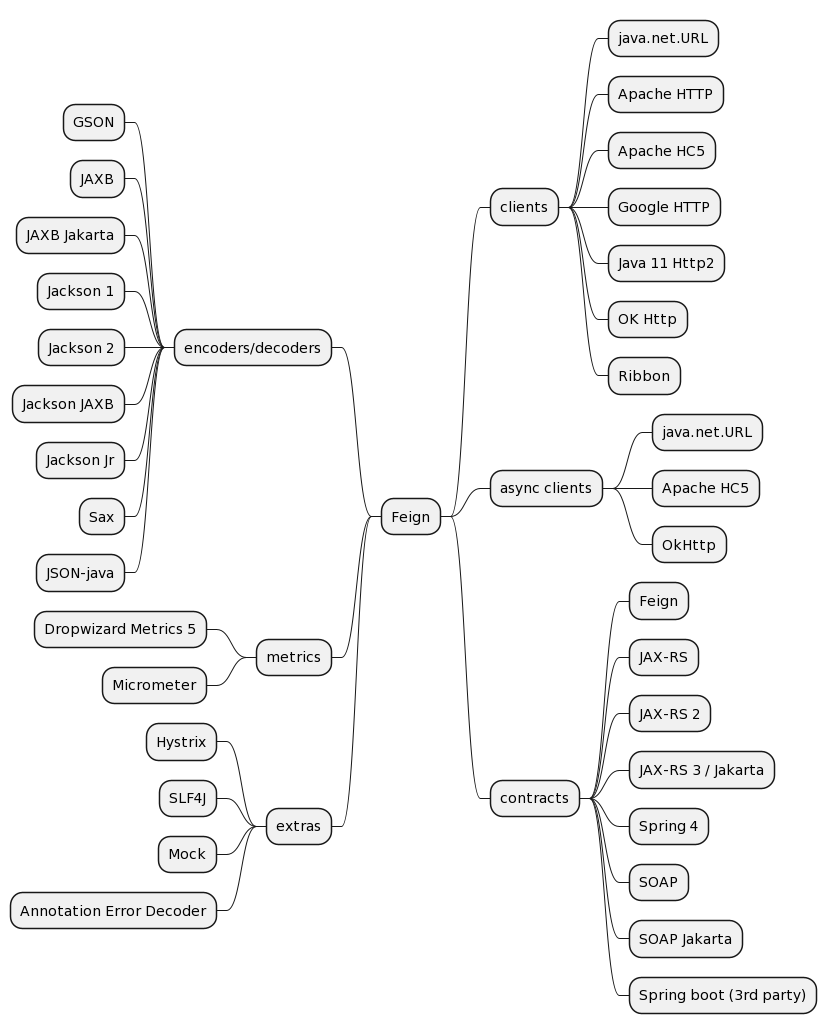 Feign
clients
java.net.URL
Apache HTTP
Apache HC5
Google HTTP
Java 11 Http2
OK Http
Ribbon
async clients
java.net.URL
Apache HC5
OkHttp
contracts
Feign
JAX-RS
JAX-RS 2
JAX-RS 3 / Jakarta
Spring 4
SOAP
SOAP Jakarta
Spring boot (3rd party)
encoders/decoders
GSON
JAXB
JAXB Jakarta
Jackson 1
Jackson 2
Jackson JAXB
Jackson Jr
Sax
JSON-java
metrics
Dropwizard Metrics 5
Micrometer
extras
Hystrix
SLF4J
Mock
Annotation Error Decoder